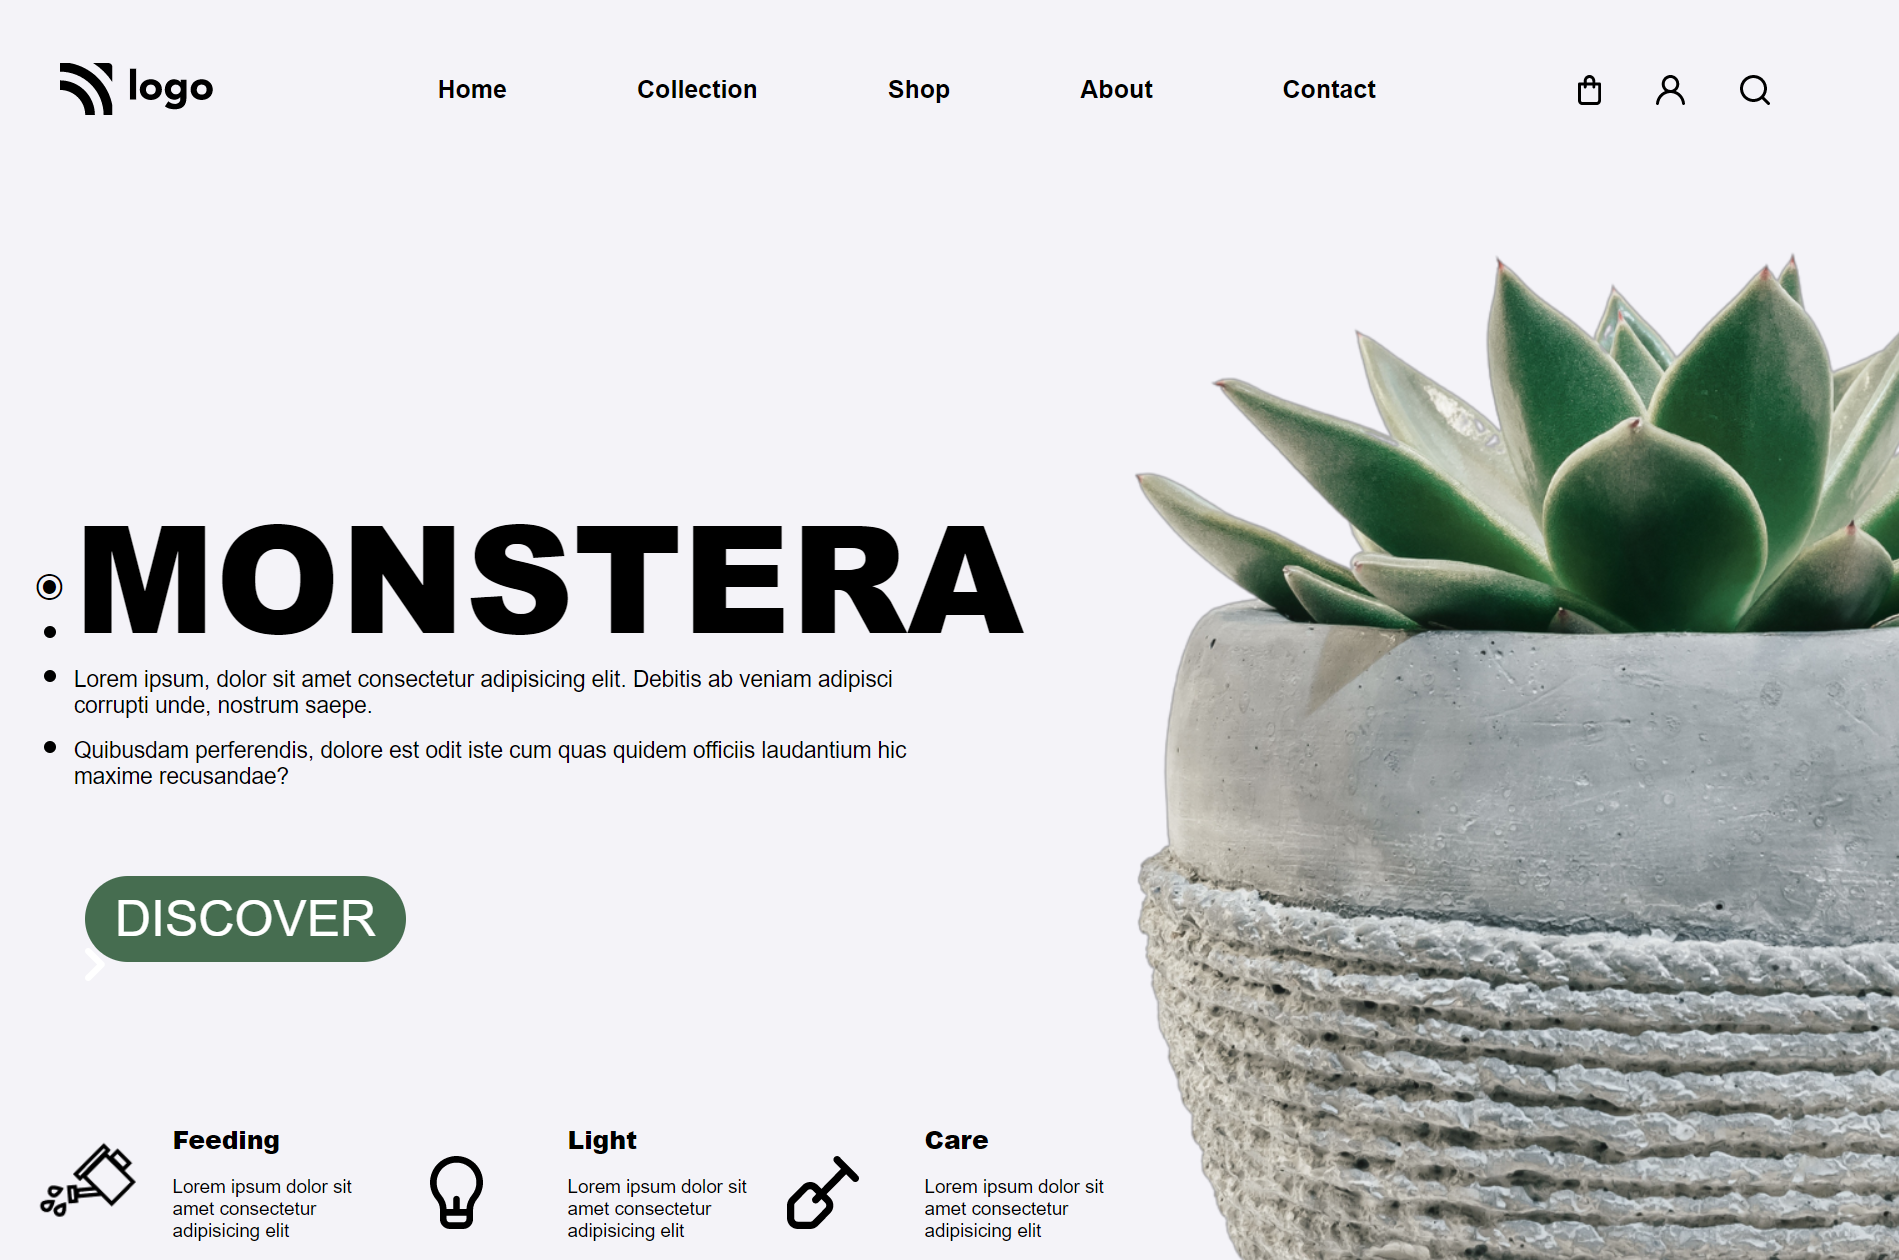 logo
Home Collection Shop About Contact
MONSTERA
Lorem ipsum, dolor sit amet consectetur adipisicing elit. Debitis ab veniam adipisci
corrupti unde, nostrum saepe.
Quibusdam perferendis, dolore est odit iste cum quas quidem officiis laudantium hic
maxime recusandae?
DISCOVER
Feeding
Lorem ipsum dolor sit
amet consectetur
adipisicing elit
Light
Lorem ipsum dolor sit
amet consectetur
adipisicing elit
Care
Lorem ipsum dolor sit
amet consectetur
adipisicing elit